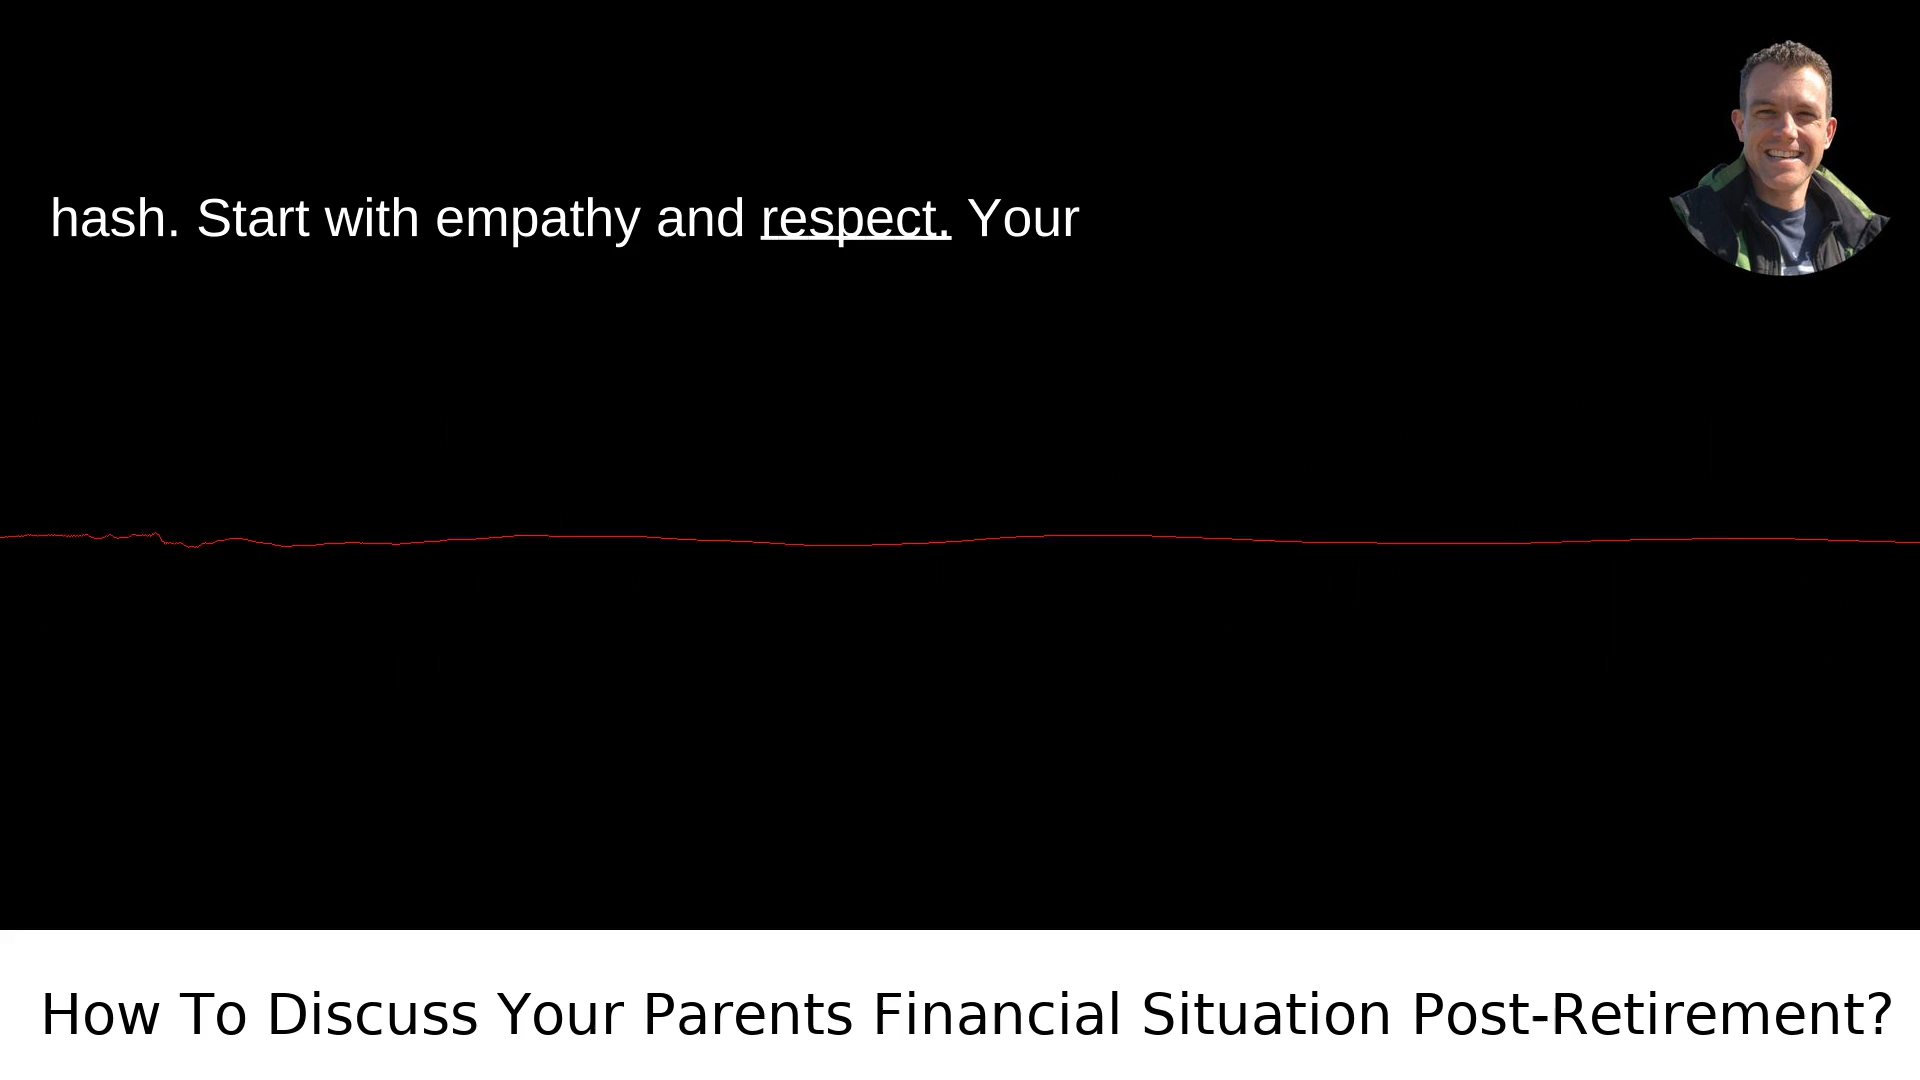 hash. Start with empathy and respect. Your
How To Discuss Your Parents Financial Situation Post-Retirement?